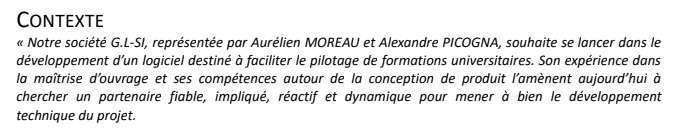 CONTEXTE
« Notre société G.L-SI, représentée par Aurélien MOREAU et Alexandre PICOGNA, souhaite se lancer dans le
développement d’un logiciel destiné à faciliter le pilotage de formations universitaires. Son expérience dans
la maîtrise d’ouvrage et ses compétences autour de la conception de produit l’amènent aujourd’hui à
chercher un partenaire fiable, impliqué, réactif et dynamique pour mener à bien le développement
technique du projet.